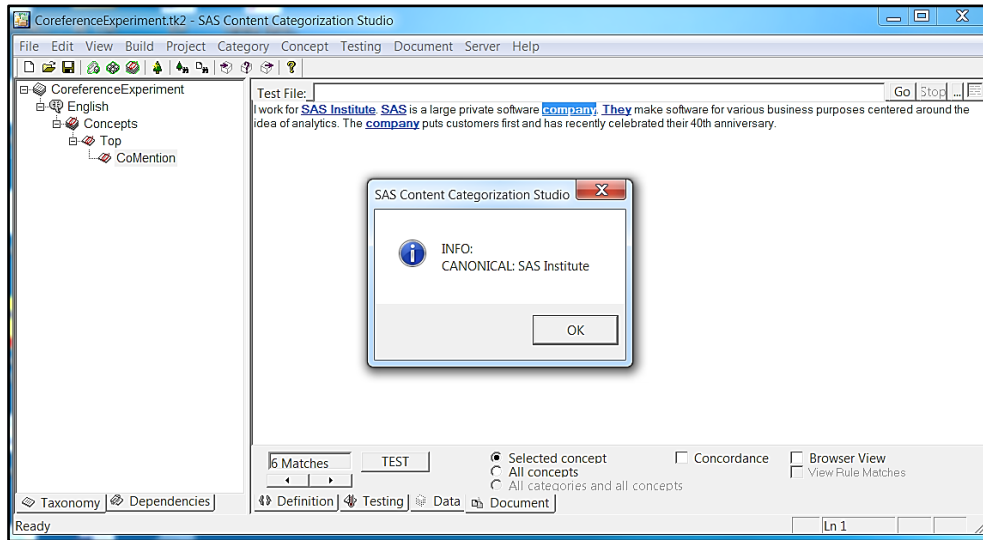 CoreferenceExperiment.tk2 - SAS Content Categorization Studio
File Edit View Build Project Category Concept Testing Document Server Help
CoreferenceExperiment
English
Concepts
Top
CoMention
Test File:
Go Stop ...
I work for SAS Institute. SAS is a large private software company. They make software for various business purposes centered around the
idea of analytics. The company puts customers first and has recently celebrated their 40th anniversary.
SAS Content Categorization Studio
INFO:
CANONICAL: SAS Institute
OK
6 Matches
TEST
Selected concept
All concepts
All categories and all concepts
Concordance
Browser View
View Rule Matches
Taxonomy Dependencies
Definition Testing Data Document
Ready
Ln 1